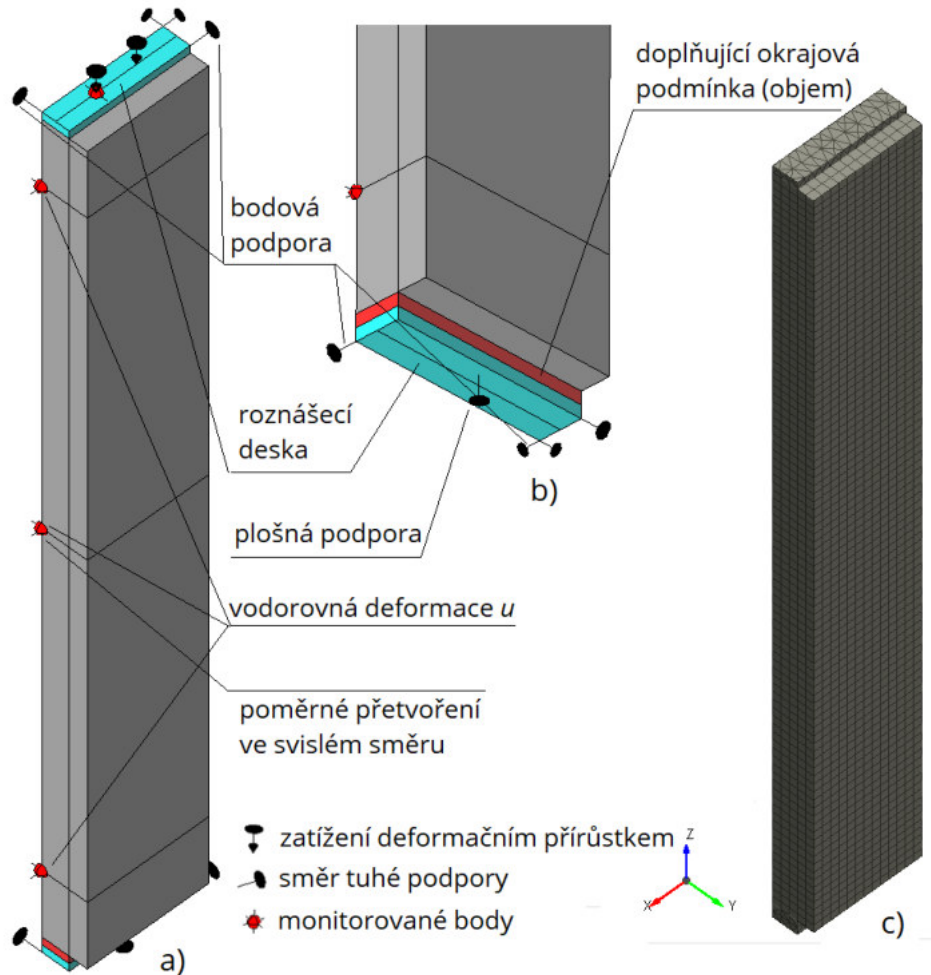 doplňující okrajová
podmínka (objem)
bodová
podpora
roznášecí
deska
b)
plošná podpora
vodorovná deformace u
poměrné přetvoření
ve svislém směru
zatížení deformačním přírůstkem
směr tuhé podpory
monitorované body
a)
Z
X
Y
c)